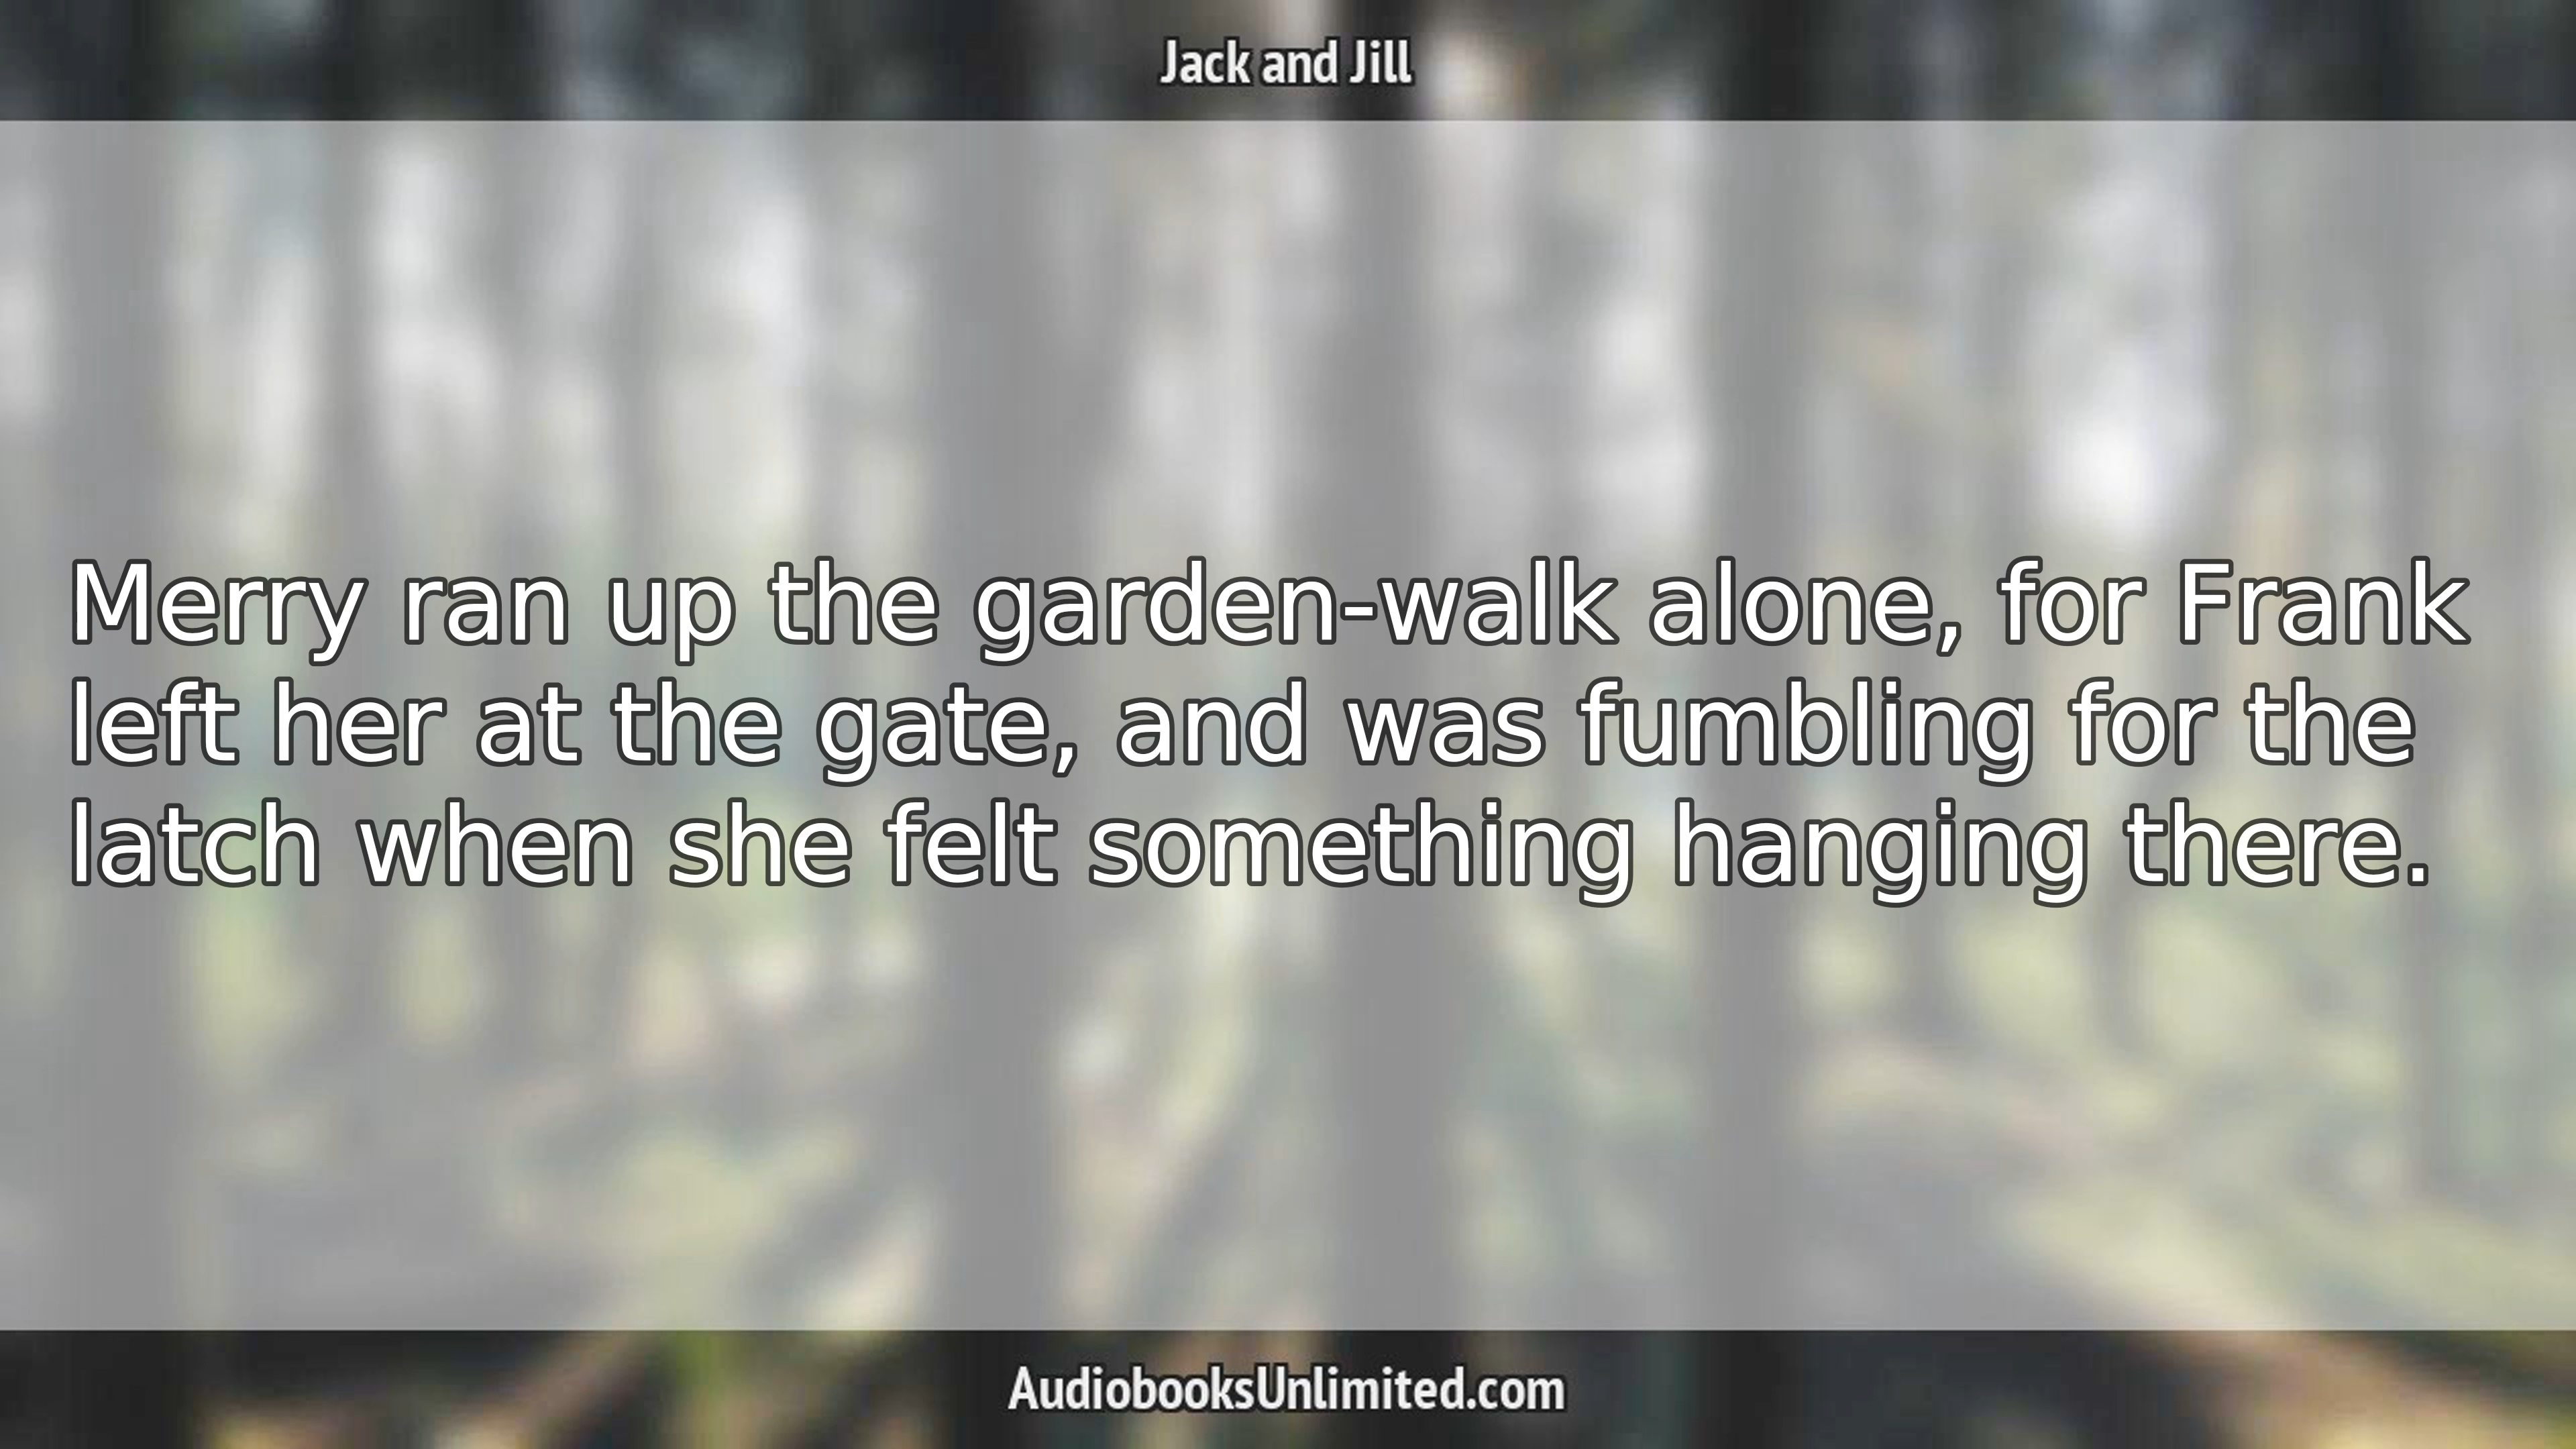 Jack and Jill
Merry ran up the garden-walk alone, for Frank
left her at the gate, and was fumbling for the
latch when she felt something hanging there.
AudiobooksUnlimited.com